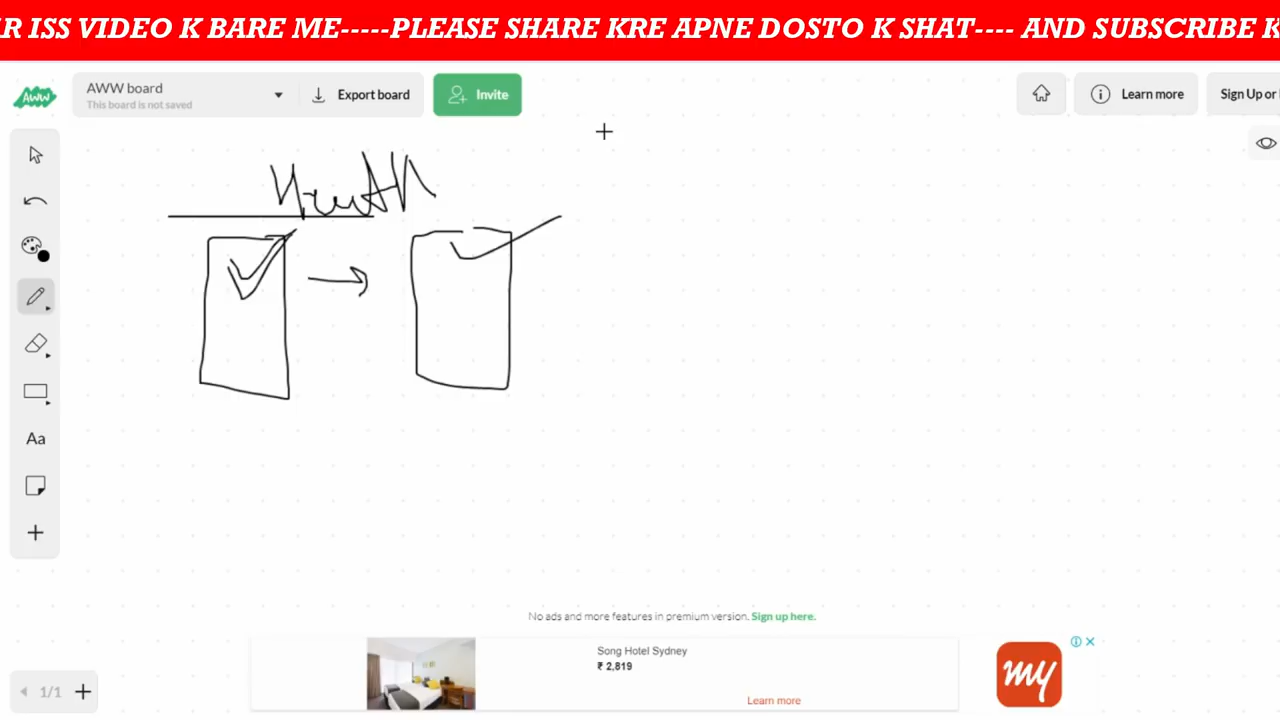 R ISS VIDEO K BARE ME-----PLEASE SHARE KRE APNE DOSTO K SHAT---- AND SUBSCRIBE K
AWW
AWW board
This board is not saved
Export board
Invite
Learn more
Sign Up or
Aa
No ads and more features in premium version. Sign up here.
Song Hotel Sydney
₹ 2,819
Learn more
my
1/1